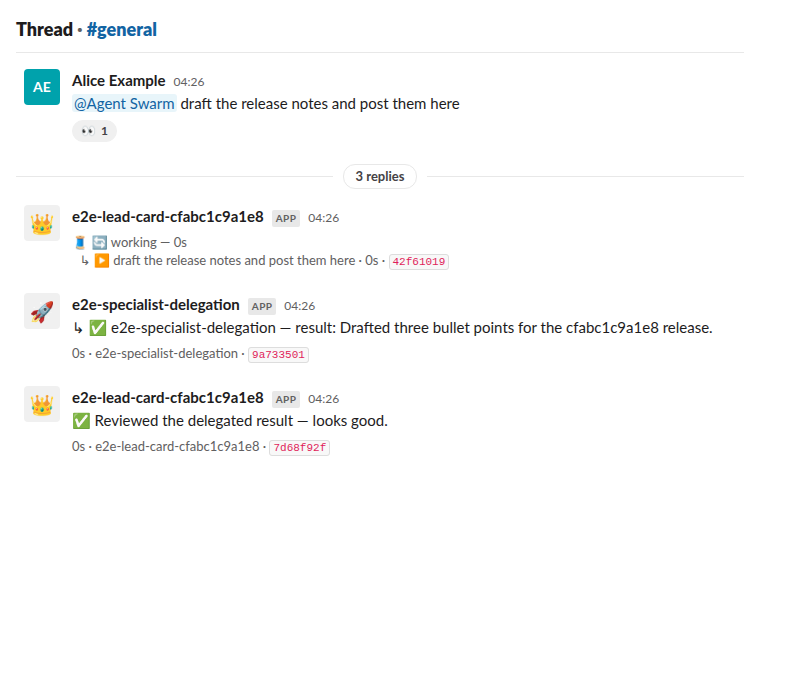 Thread • #general
AE
Alice Example 04:26
@Agent Swarm draft the release notes and post them here
👀 1
3 replies
e2e-lead-card-cfabc1c9a1e8 APP 04:26
🧵 🔄 working — 0s
↳ ▶️ draft the release notes and post them here · 0s · 42f61019
e2e-specialist-delegation APP 04:26
↳ ✅ e2e-specialist-delegation — result: Drafted three bullet points for the cfabc1c9a1e8 release.
0s · e2e-specialist-delegation · 9a733501
e2e-lead-card-cfabc1c9a1e8 APP 04:26
✅ Reviewed the delegated result — looks good.
0s · e2e-lead-card-cfabc1c9a1e8 · 7d68f92f